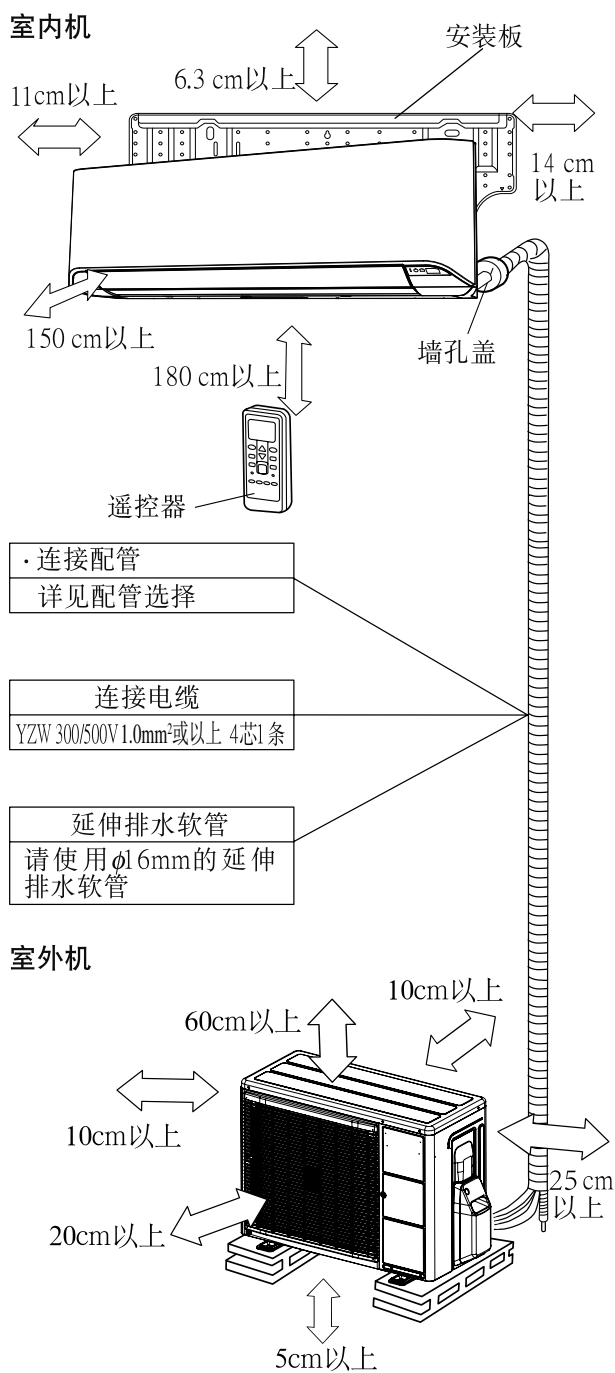 室内机
安装板
6.3 cm以上
11cm以上
14 cm
以上
150 cm以上
墙孔盖
180 cm以上
遥控器
·连接配管
详见配管选择
连接电缆
YZW 300/500V 1.0mm²或以上 4芯1条
延伸排水软管
请使用ϕ16mm的延伸
排水软管
室外机
10cm以上
60cm以上
10cm以上
25 cm
以上
20cm以上
5cm以上